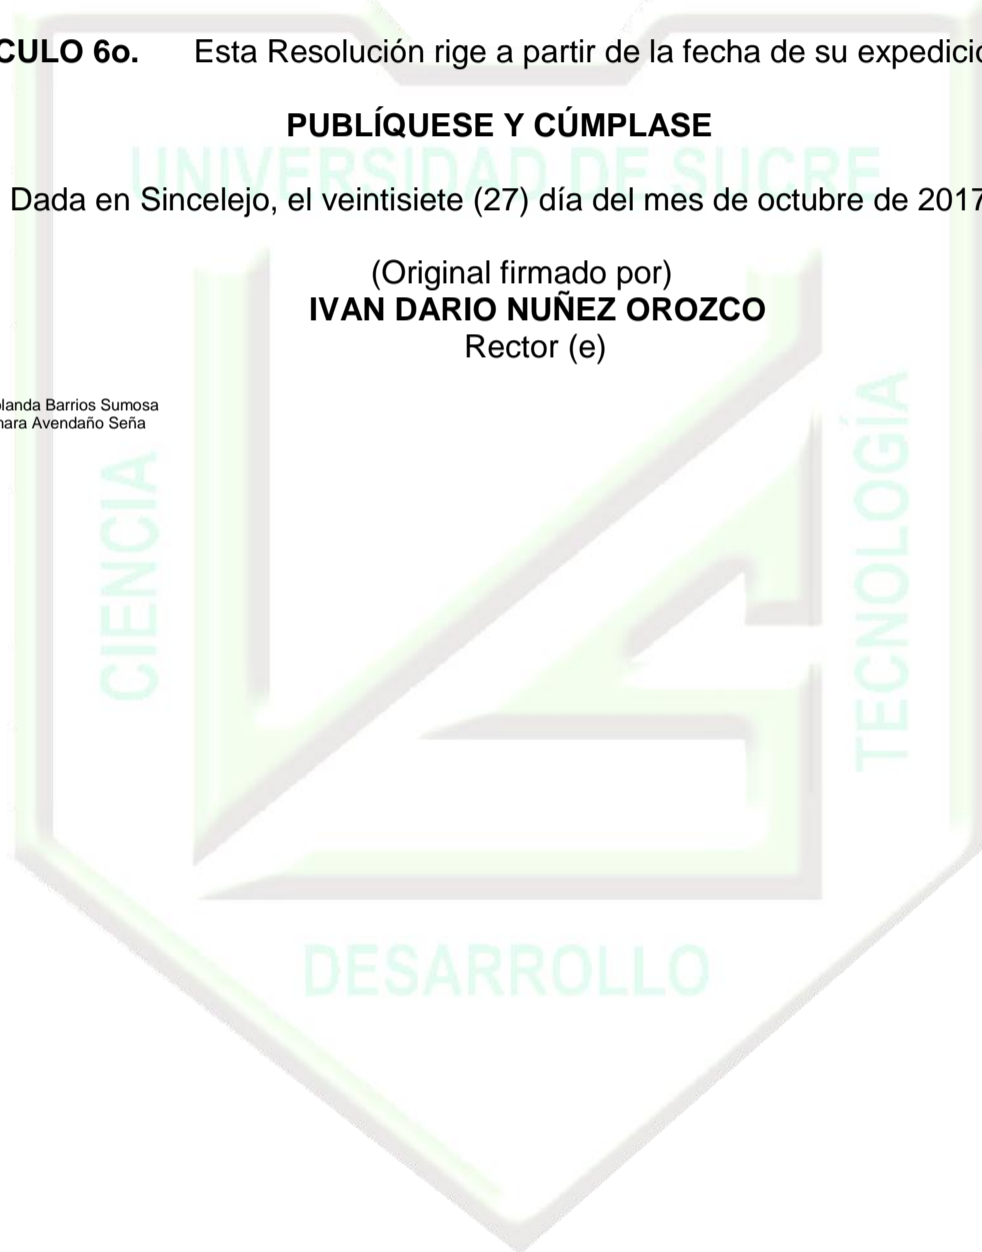 CULO 6o. Esta Resolución rige a partir de la fecha de su expedició
PUBLÍQUESE Y CÚMPLASE
UNIVERSIDAD DE SUCRE
Dada en Sincelejo, el veintisiete (27) día del mes de octubre de 2017
(Original firmado por)
IVAN DARIO NUÑEZ OROZCO
Rector (e)
olanda Barrios Sumosa
nara Avendaño Seña
CIENCIA
TECNOLOGÍA
DESARROLLO